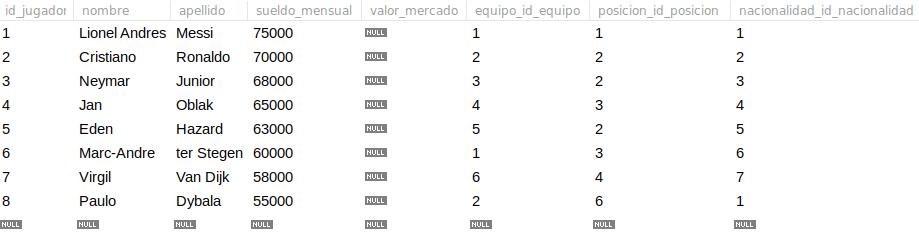 id_jugador nombre apellido sueldo_mensual valor_mercado equipo_id_equipo posicion_id_posicion nacionalidad_id_nacionalidad
1 Lionel Andres Messi 75000 NULL 1 1 1
2 Cristiano Ronaldo 70000 NULL 2 2 2
3 Neymar Junior 68000 NULL 3 2 3
4 Jan Oblak 65000 NULL 4 3 4
5 Eden Hazard 63000 NULL 5 2 5
6 Marc-Andre ter Stegen 60000 NULL 1 3 6
7 Virgil Van Dijk 58000 NULL 6 4 7
8 Paulo Dybala 55000 NULL 2 6 1
NULL NULL NULL NULL NULL NULL NULL NULL